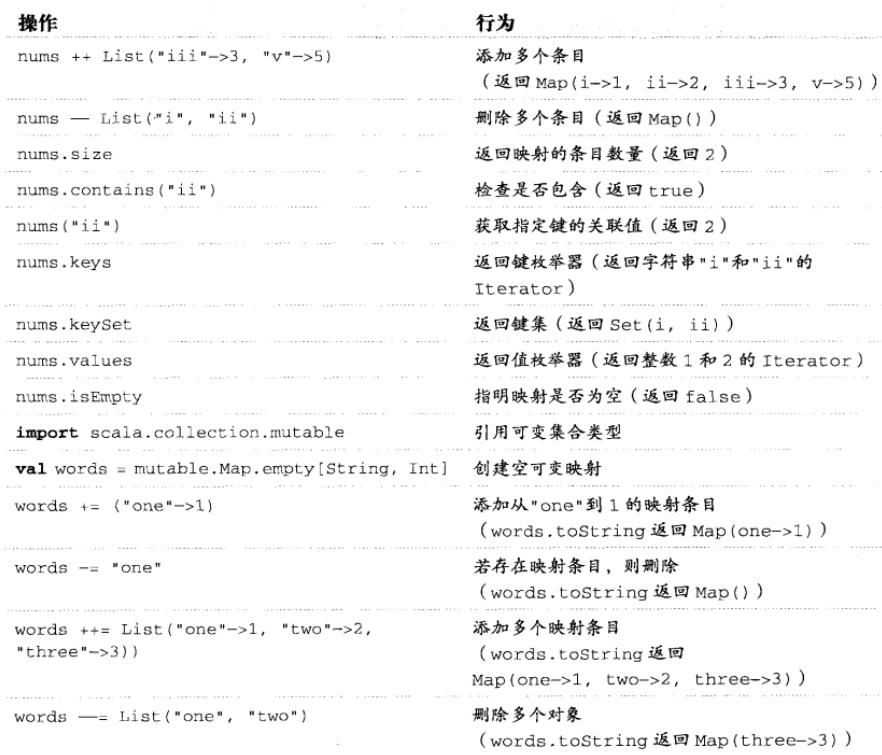 操作 行为
nums ++ List("iii"->3, "v"->5) 添加多个条目
(返回 Map(i->1, ii->2, iii->3, v->5))
nums — List("i", "ii") 删除多个条目(返回 Map())
nums.size 返回映射的条目数量(返回 2)
nums.contains("ii") 检查是否包含(返回 true)
nums("ii") 获取指定键的关联值(返回 2)
nums.keys 返回键枚举器(返回字符串"i"和"ii"的
Iterator)
nums.keySet 返回键集(返回 Set(i, ii))
nums.values 返回值枚举器(返回整数 1 和 2 的 Iterator)
nums.isEmpty 指明映射是否为空(返回 false)
import scala.collection.mutable 引用可变集合类型
val words = mutable.Map.empty[String, Int] 创建空可变映射
words += ("one"->1) 添加从"one"到 1 的映射条目
(words.toString 返回 Map(one->1))
words -= "one" 若存在映射条目，则删除
(words.toString 返回 Map())
words ++= List("one"->1, "two"->2, 添加多个映射条目
"three"->3)) (words.toString 返回
Map(one->1, two->2, three->3))
words —= List("one", "two") 删除多个对象
(words.toString 返回 Map(three->3))